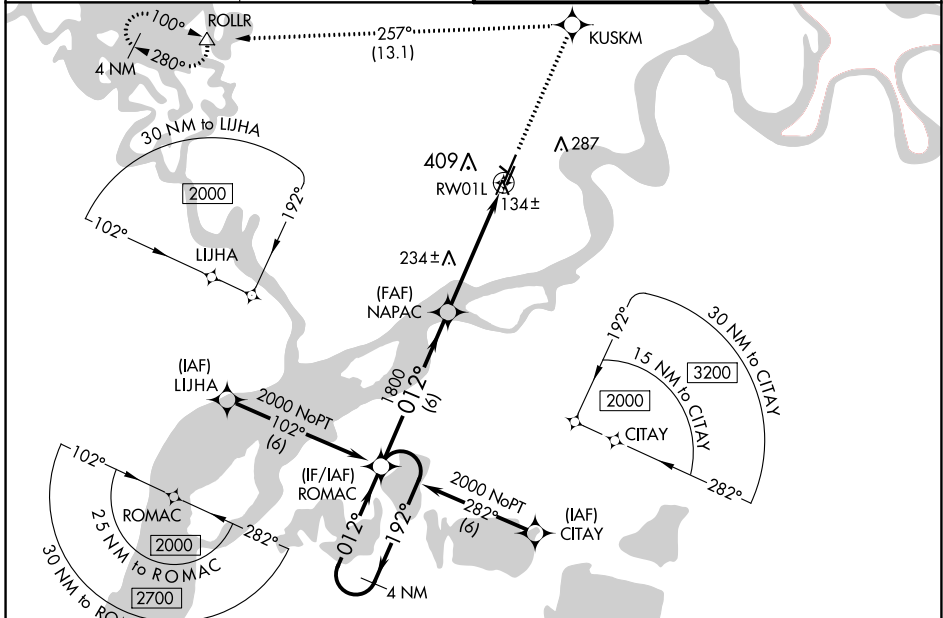 100°
ROLLR
280°
4 NM
257°
(13.1)
KUSKM
30 NM to LIJHA
2000
102°
192°
LIJHA
409
287
RW01L
134±
234±
(FAF)
NAPAC
1800
012°
(6)
(IAF)
LIJHA
2000 NoPT
102°
(6)
(IF/IAF)
ROMAC
012°
192°
4 NM
2000 NoPT
282°
(6)
(IAF)
CITAY
192°
30 NM to CITAY
15 NM to CITAY
3200
2000
CITAY
282°
102°
ROMAC
282°
2000
25 NM to ROMAC
2700
30 NM to